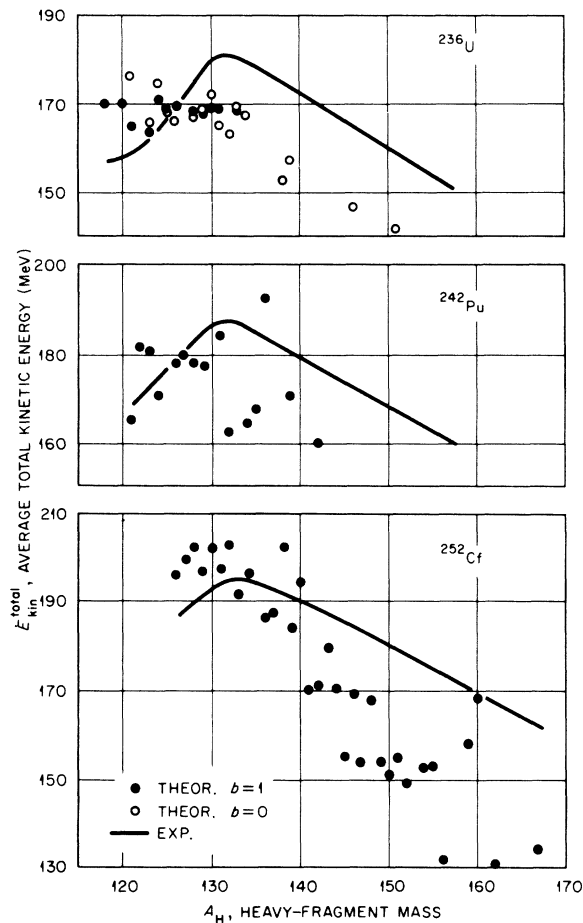 190
236U
170
150
200
242Pu
180
160
210
252Cf
190
170
150
THEOR. b=1
THEOR. b=0
EXP.
130
120 130 140 150 160 170
A_H, HEAVY-FRAGMENT MASS
Ē_kin^total, AVERAGE TOTAL KINETIC ENERGY (MeV)